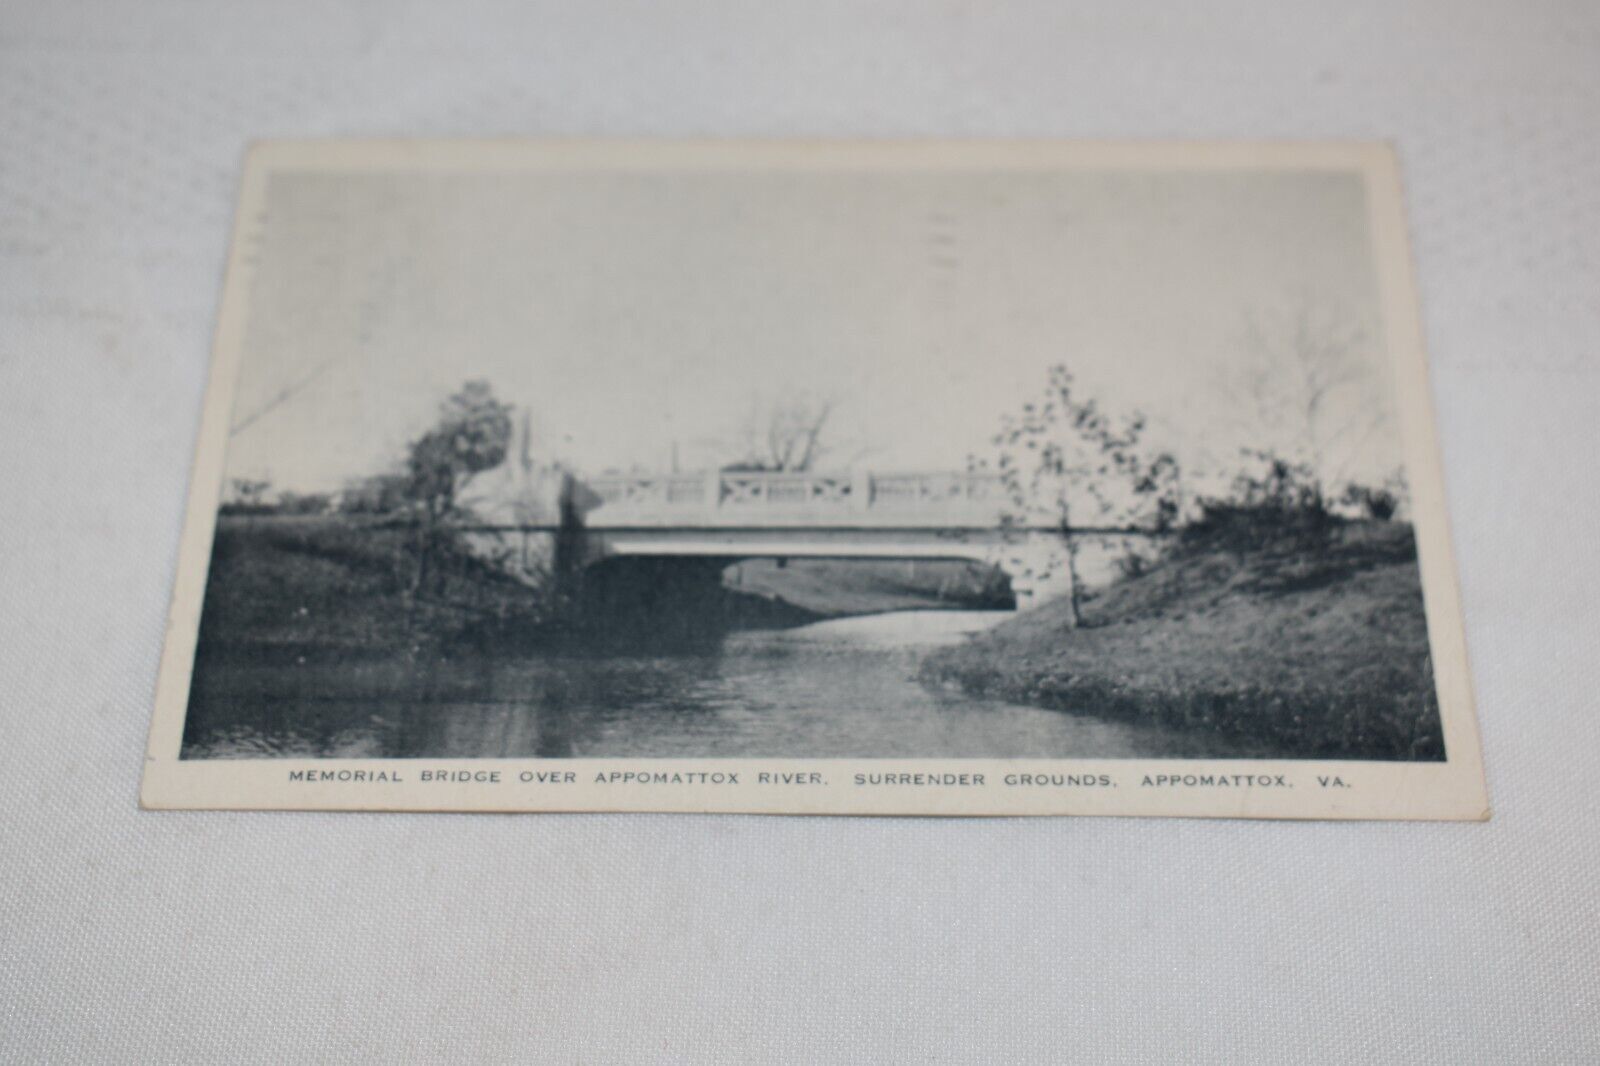 MEMORIAL BRIDGE OVER APPOMATTOX RIVER, SURRENDER GROUNDS, APPOMATTOX, VA.